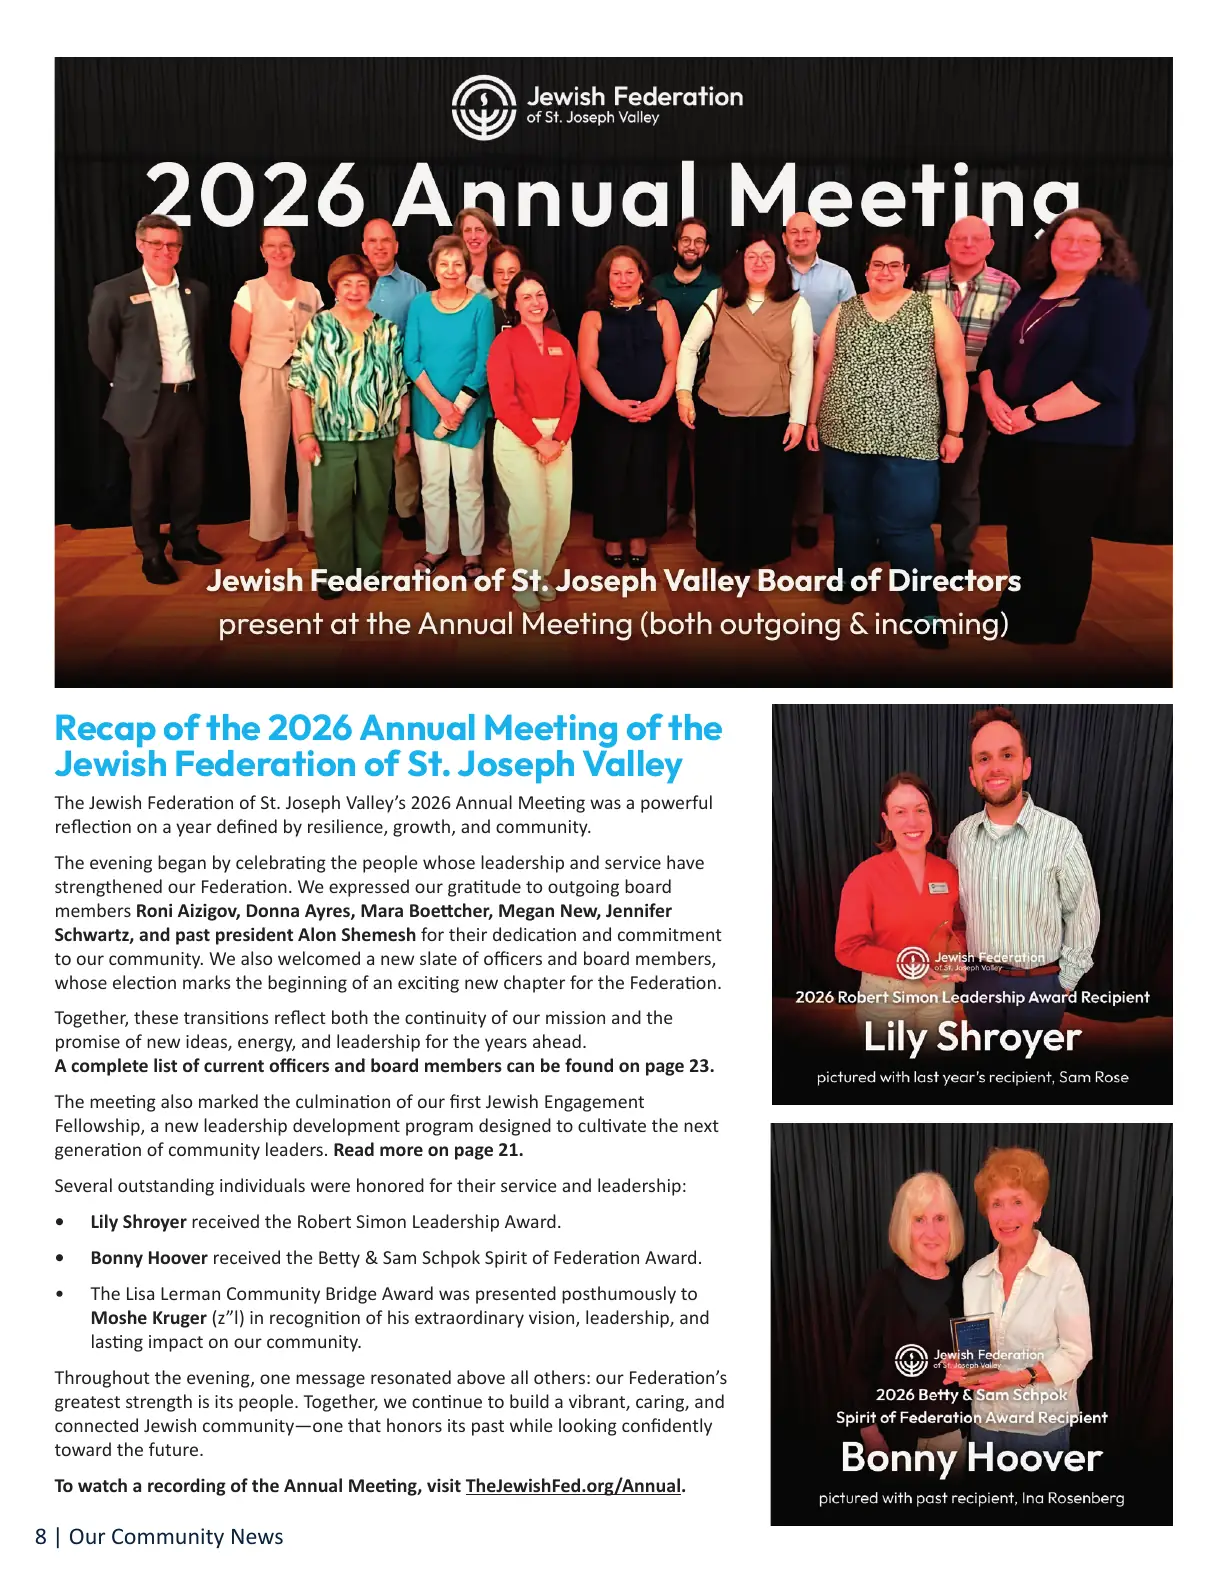 Jewish Federation
of St. Joseph Valley
2026 Annual Meeting
Jewish Federation of St. Joseph Valley Board of Directors
present at the Annual Meeting (both outgoing & incoming)
Recap of the 2026 Annual Meeting of the
Jewish Federation of St. Joseph Valley
The Jewish Federation of St. Joseph Valley’s 2026 Annual Meeting was a powerful
reflection on a year defined by resilience, growth, and community.
The evening began by celebrating the people whose leadership and service have
strengthened our Federation. We expressed our gratitude to outgoing board
members Roni Aizigov, Donna Ayres, Mara Boettcher, Megan New, Jennifer
Schwartz, and past president Alon Shemesh for their dedication and commitment
to our community. We also welcomed a new slate of officers and board members,
whose election marks the beginning of an exciting new chapter for the Federation.
Together, these transitions reflect both the continuity of our mission and the
promise of new ideas, energy, and leadership for the years ahead.
A complete list of current officers and board members can be found on page 23.
The meeting also marked the culmination of our first Jewish Engagement
Fellowship, a new leadership development program designed to cultivate the next
generation of community leaders. Read more on page 21.
Several outstanding individuals were honored for their service and leadership:
• Lily Shroyer received the Robert Simon Leadership Award.
• Bonny Hoover received the Betty & Sam Schpok Spirit of Federation Award.
• The Lisa Lerman Community Bridge Award was presented posthumously to
Moshe Kruger (z”l) in recognition of his extraordinary vision, leadership, and
lasting impact on our community.
Throughout the evening, one message resonated above all others: our Federation’s
greatest strength is its people. Together, we continue to build a vibrant, caring, and
connected Jewish community—one that honors its past while looking confidently
toward the future.
To watch a recording of the Annual Meeting, visit TheJewishFed.org/Annual.
Jewish Federation
of St. Joseph Valley
2026 Robert Simon Leadership Award Recipient
Lily Shroyer
pictured with last year’s recipient, Sam Rose
Jewish Federation
of St. Joseph Valley
2026 Betty & Sam Schpok
Spirit of Federation Award Recipient
Bonny Hoover
pictured with past recipient, Ina Rosenberg
8 | Our Community News